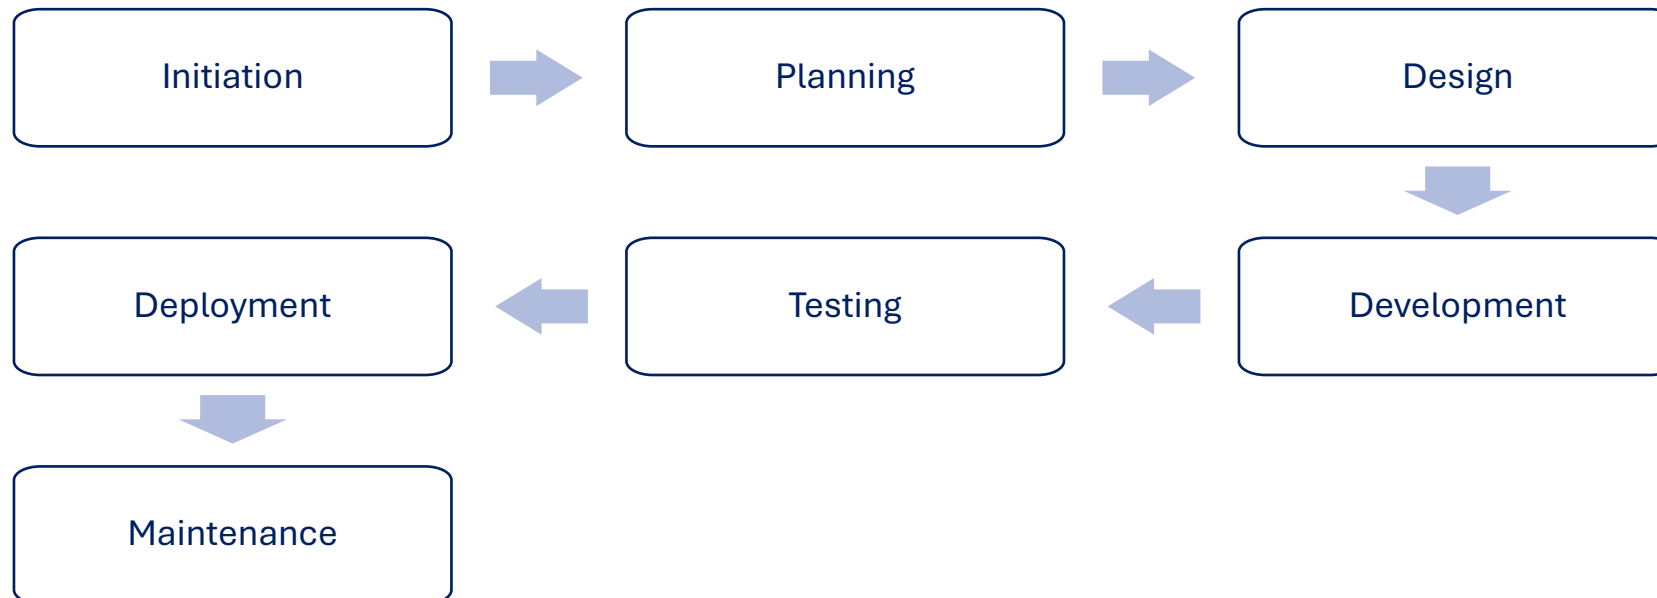 Initiation
Planning
Design
Development
Testing
Deployment
Maintenance